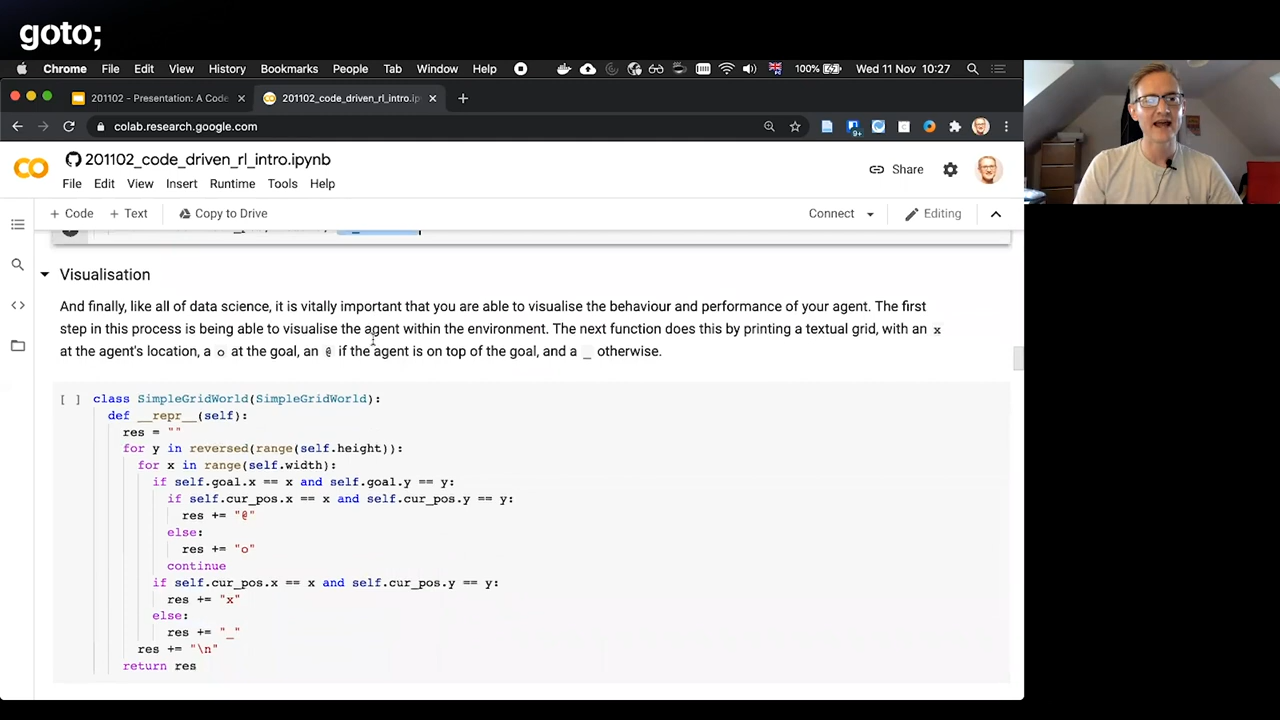 goto;
Chrome File Edit View History Bookmarks People Tab Window Help 100% Wed 11 Nov 10:27
201102 - Presentation: A Code
201102_code_driven_rl_intro.ip
colab.research.google.com
9+
201102_code_driven_rl_intro.ipynb
Share
File Edit View Insert Runtime Tools Help
+ Code + Text Copy to Drive Connect Editing
Visualisation
And finally, like all of data science, it is vitally important that you are able to visualise the behaviour and performance of your agent. The first
step in this process is being able to visualise the agent within the environment. The next function does this by printing a textual grid, with an x
at the agent's location, a o at the goal, an @ if the agent is on top of the goal, and a _ otherwise.
[ ] class SimpleGridWorld(SimpleGridWorld):
def __repr__(self):
res = ""
for y in reversed(range(self.height)):
for x in range(self.width):
if self.goal.x == x and self.goal.y == y:
if self.cur_pos.x == x and self.cur_pos.y == y:
res += "@"
else:
res += "o"
continue
if self.cur_pos.x == x and self.cur_pos.y == y:
res += "x"
else:
res += "_"
res += "\n"
return res